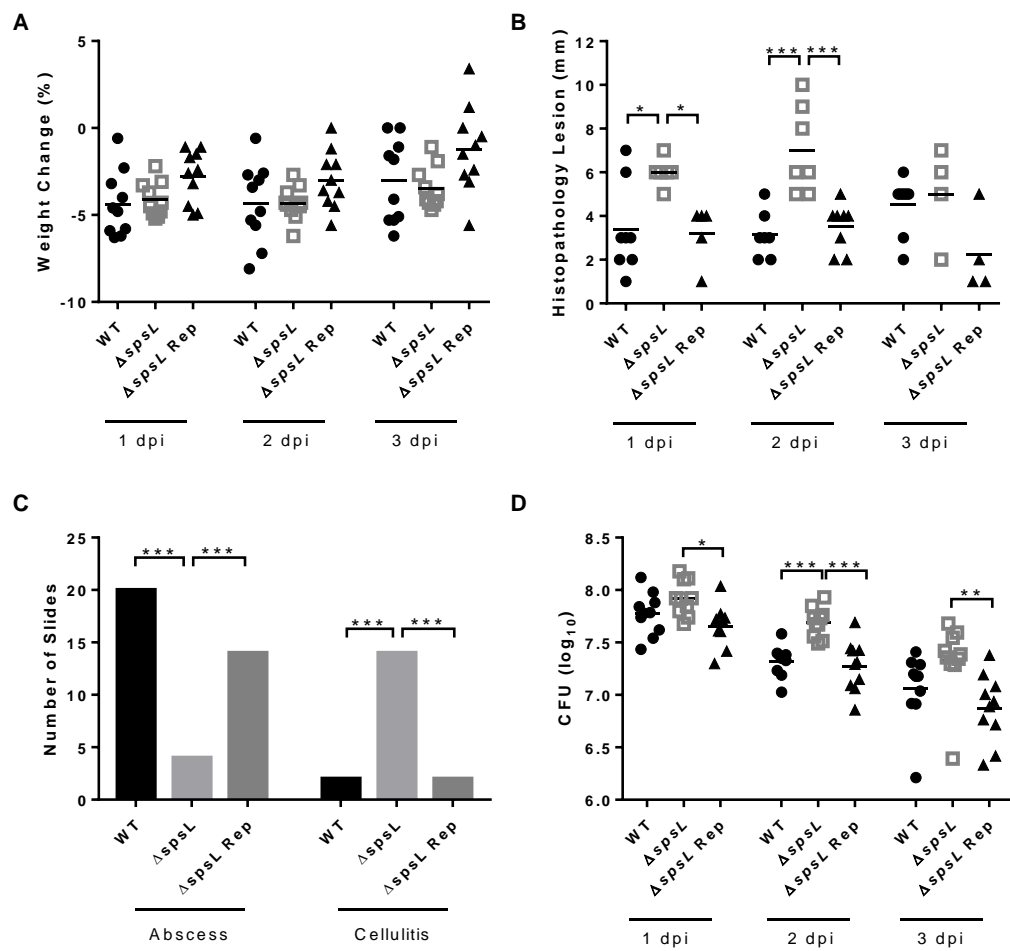 A
Weight Change (%)
5
0
-5
-10
WT
ΔspsL
ΔspsL Rep
WT
ΔspsL
ΔspsL Rep
WT
ΔspsL
ΔspsL Rep
1 dpi
2 dpi
3 dpi
B
Histopathology Lesion (mm)
12
10
8
6
4
2
0
*
*
***
***
WT
ΔspsL
ΔspsL Rep
WT
ΔspsL
ΔspsL Rep
WT
ΔspsL
ΔspsL Rep
1 dpi
2 dpi
3 dpi
C
Number of Slides
25
20
15
10
5
0
***
***
***
***
WT
ΔspsL
ΔspsL Rep
WT
ΔspsL
ΔspsL Rep
Abscess
Cellulitis
D
CFU (log10)
8.5
8.0
7.5
7.0
6.5
6.0
*
***
***
**
WT
ΔspsL
ΔspsL Rep
WT
ΔspsL
ΔspsL Rep
WT
ΔspsL
ΔspsL Rep
1 dpi
2 dpi
3 dpi